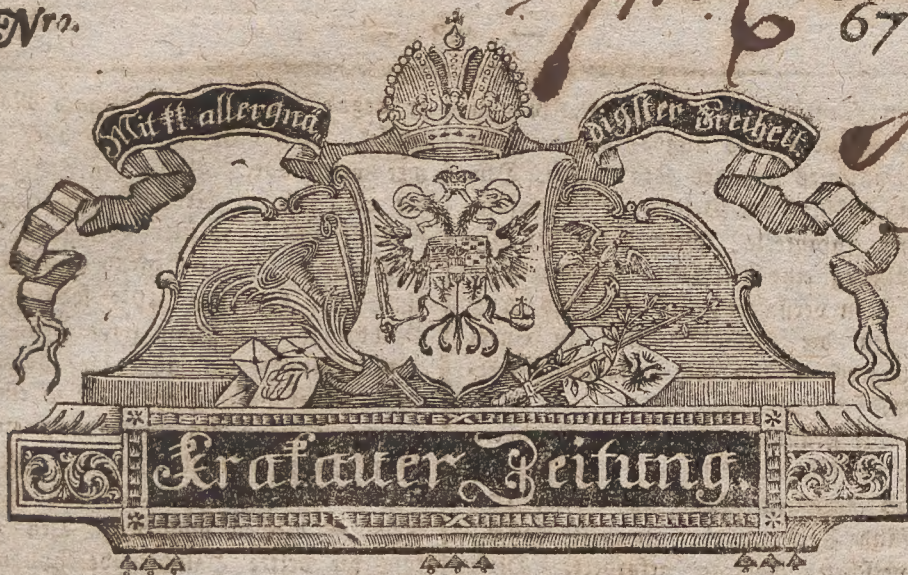 Nro.
67
Mit kk allergnä
digster Freiheit
Krakauer Zeitung.